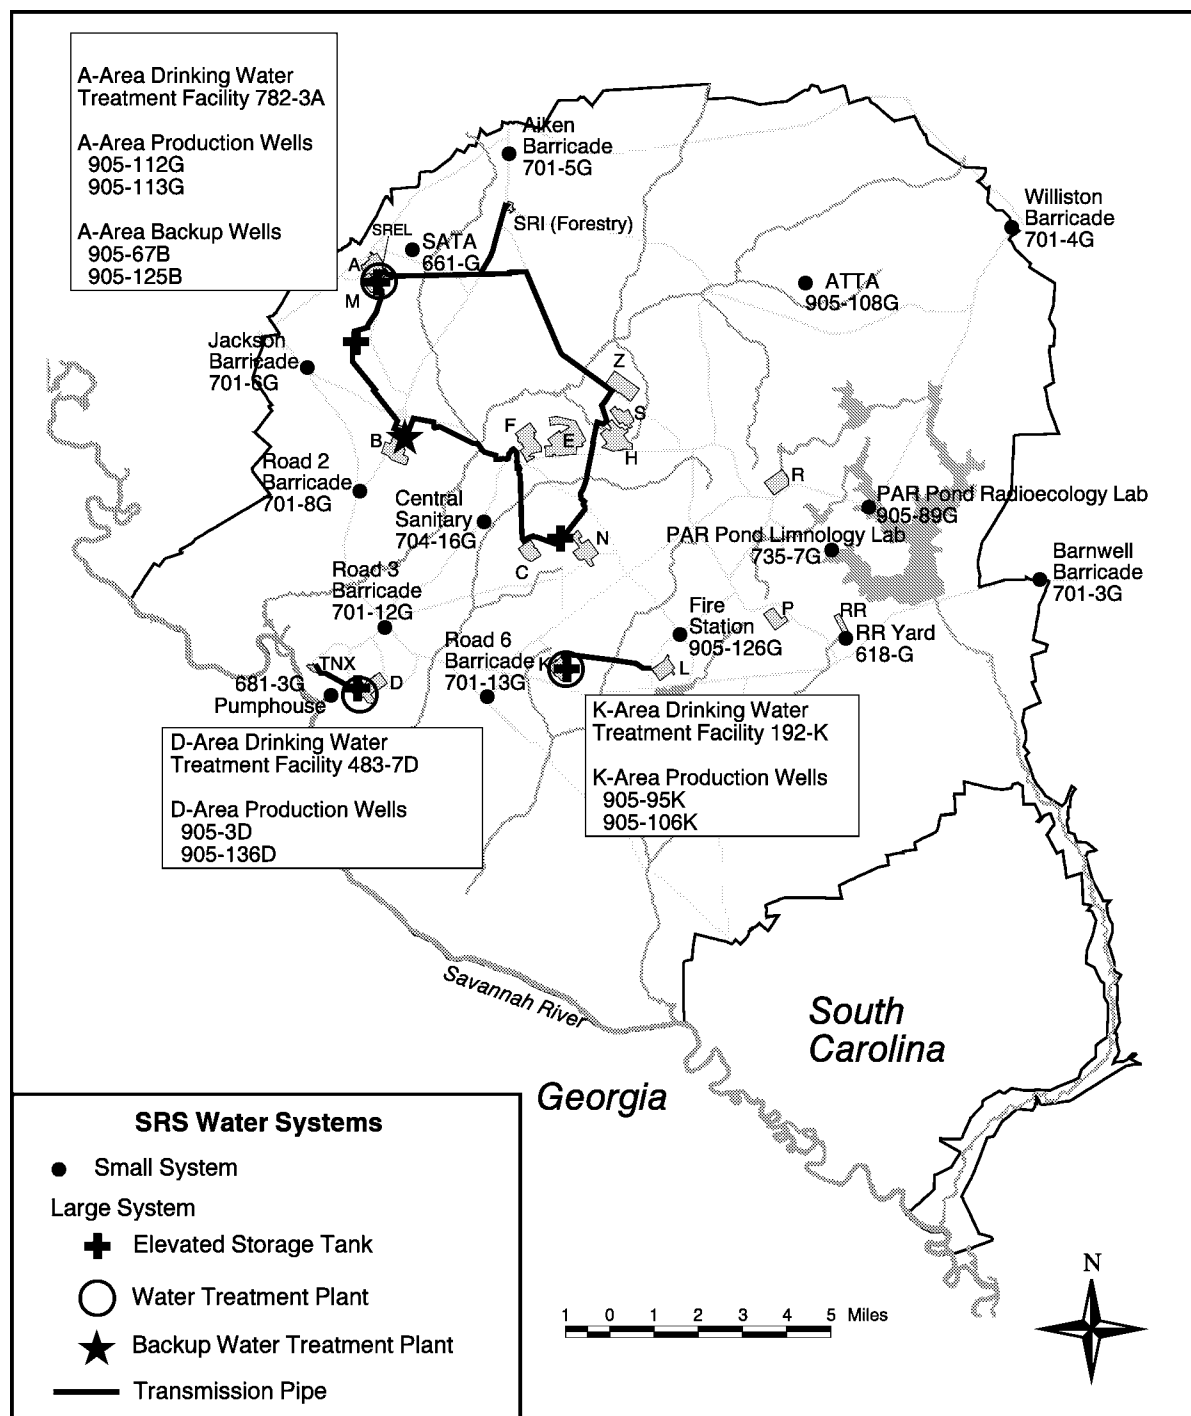 A-Area Drinking Water
Treatment Facility 782-3A
A-Area Production Wells
905-112G
905-113G
A-Area Backup Wells
905-67B
905-125B
Aiken
Barricade
701-5G
SRI (Forestry)
SREL
SATA
661-G
A
M
Williston
Barricade
701-4G
ATTA
905-108G
Jackson
Barricade
701-6G
Z
S
F
E
H
B
Road 2
Barricade
701-8G
Central
Sanitary
704-16G
R
PAR Pond Radioecology Lab
905-89G
PAR Pond Limnology Lab
735-7G
N
C
Barnwell
Barricade
701-3G
Road 3
Barricade
701-12G
Fire
Station
905-126G
P
RR
RR Yard
618-G
Road 6
Barricade
701-13G
K
L
TNX
681-3G
Pumphouse
D
D-Area Drinking Water
Treatment Facility 483-7D
D-Area Production Wells
905-3D
905-136D
K-Area Drinking Water
Treatment Facility 192-K
K-Area Production Wells
905-95K
905-106K
Savannah River
South
Carolina
Georgia
SRS Water Systems
Small System
Large System
Elevated Storage Tank
Water Treatment Plant
Backup Water Treatment Plant
Transmission Pipe
1 0 1 2 3 4 5 Miles
N